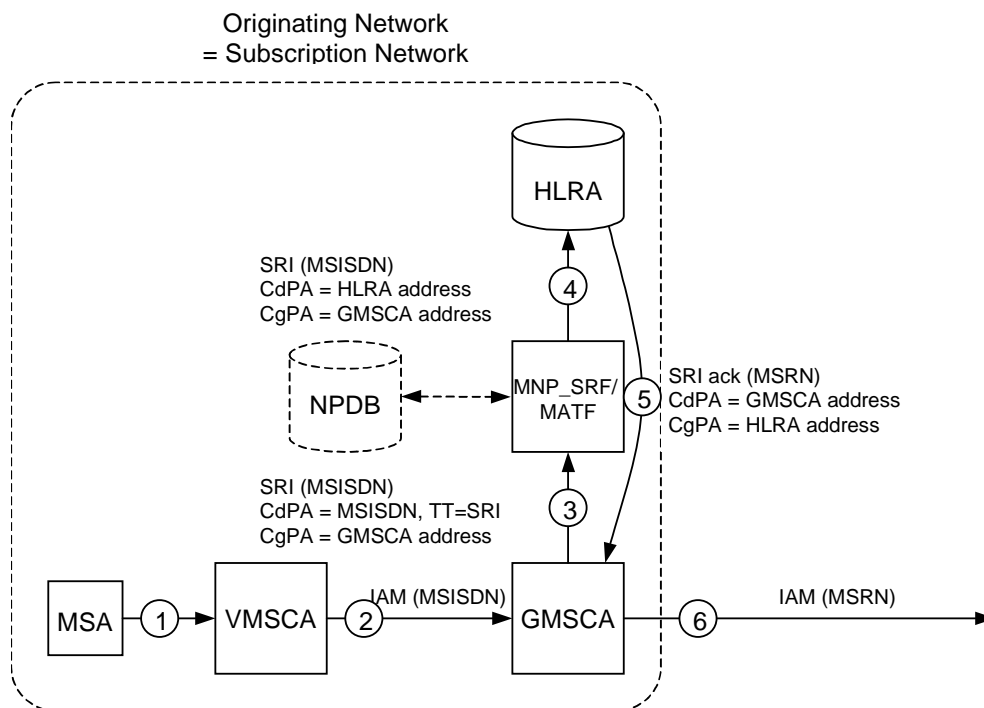 Originating Network
= Subscription Network
HLRA
SRI (MSISDN)
CdPA = HLRA address
CgPA = GMSCA address
4
NPDB
MNP_SRF/
MATF
5
SRI ack (MSRN)
CdPA = GMSCA address
CgPA = HLRA address
SRI (MSISDN)
CdPA = MSISDN, TT=SRI
CgPA = GMSCA address
3
MSA
1
VMSCA
IAM (MSISDN)
2
GMSCA
6
IAM (MSRN)